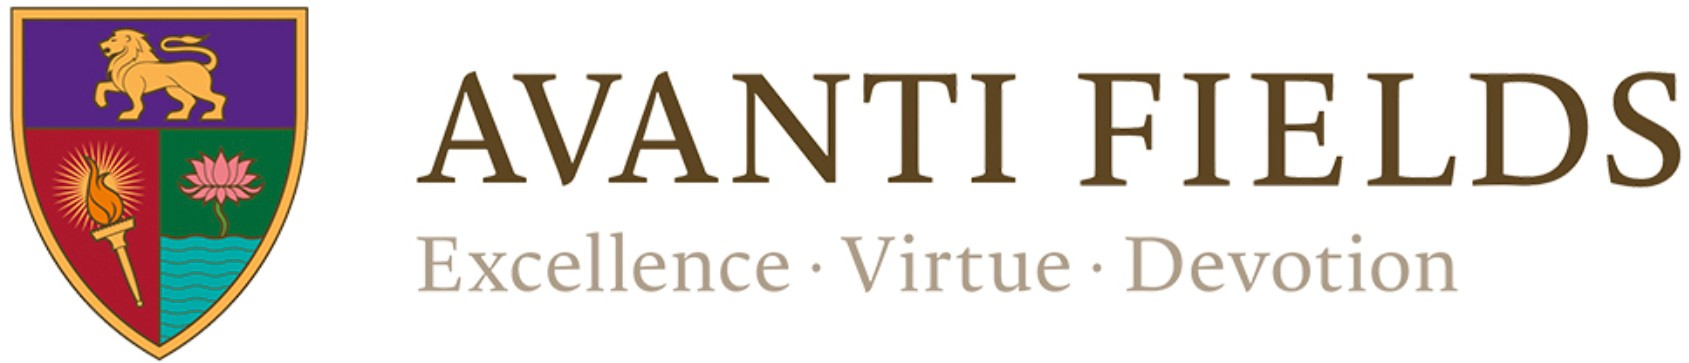 AVANTI FIELDS
Excellence · Virtue · Devotion